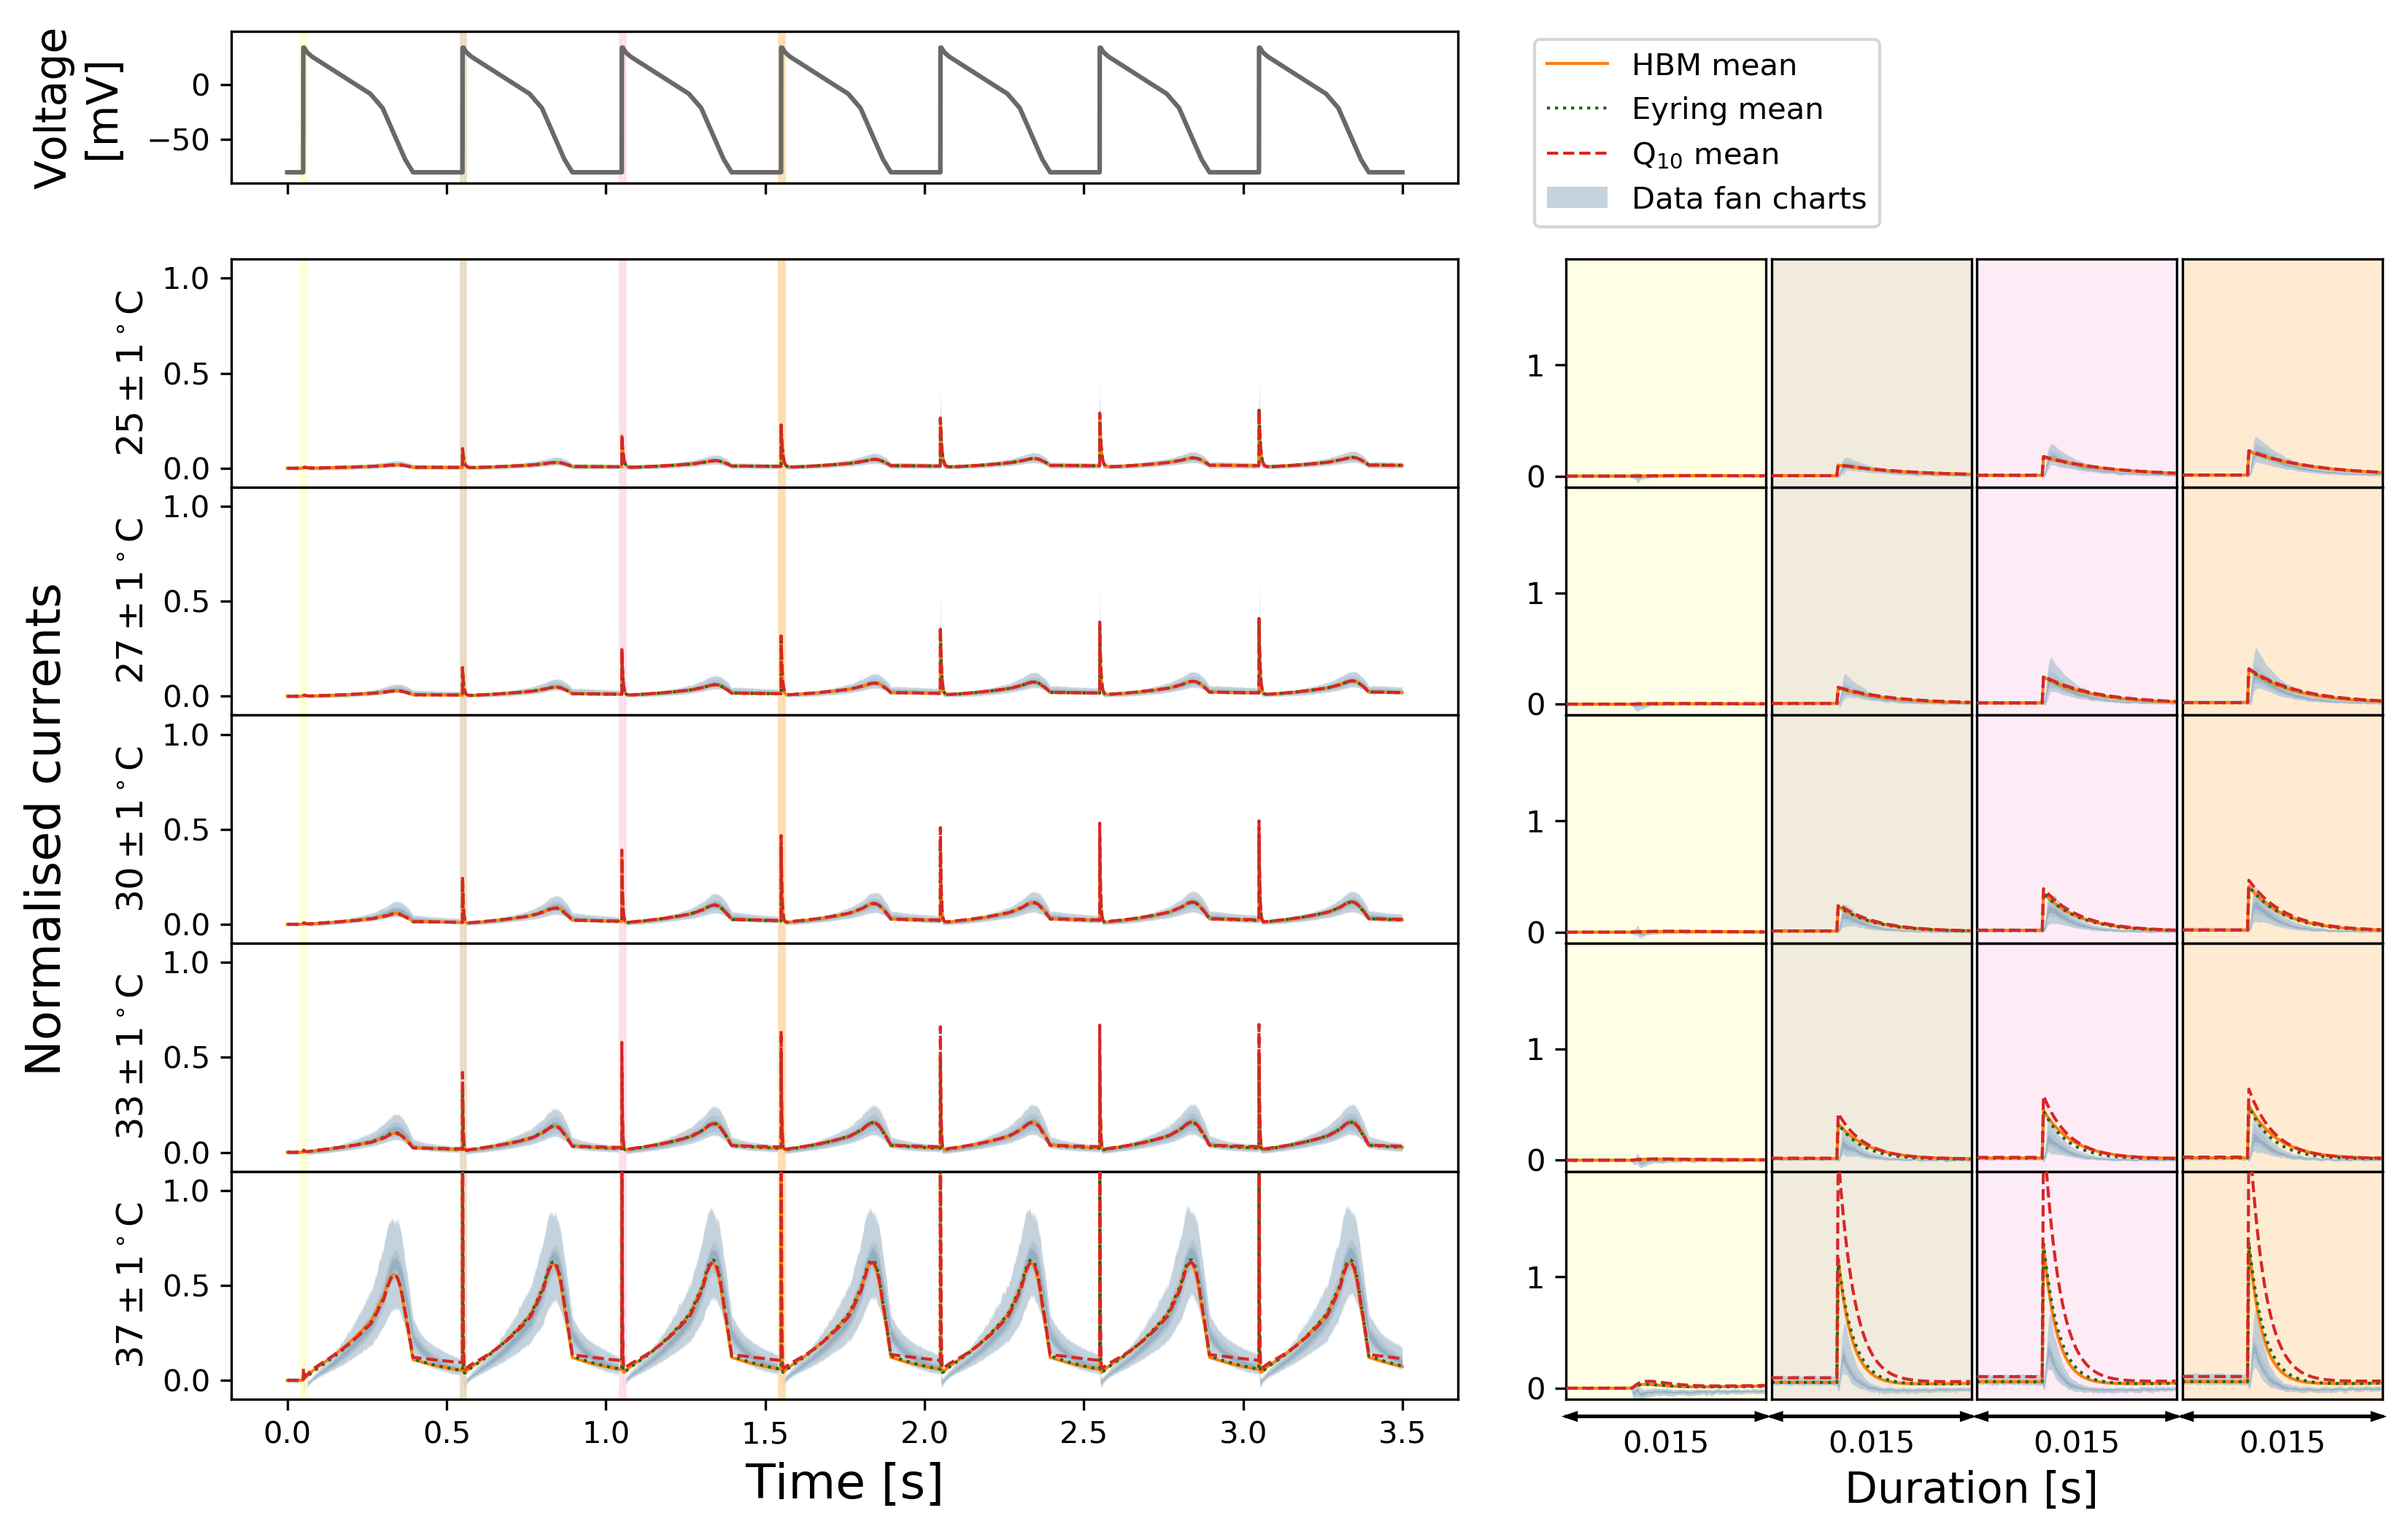 Voltage
[mV]
0
−50
HBM mean
Eyring mean
Q10 mean
Data fan charts
Normalised currents
25 ± 1°C
1.0
0.5
0.0
1
0
27 ± 1°C
1.0
0.5
0.0
1
0
30 ± 1°C
1.0
0.5
0.0
1
0
33 ± 1°C
1.0
0.5
0.0
1
0
37 ± 1°C
1.0
0.5
0.0
1
0
0.0 0.5 1.0 1.5 2.0 2.5 3.0 3.5
Time [s]
0.015 0.015 0.015 0.015
Duration [s]